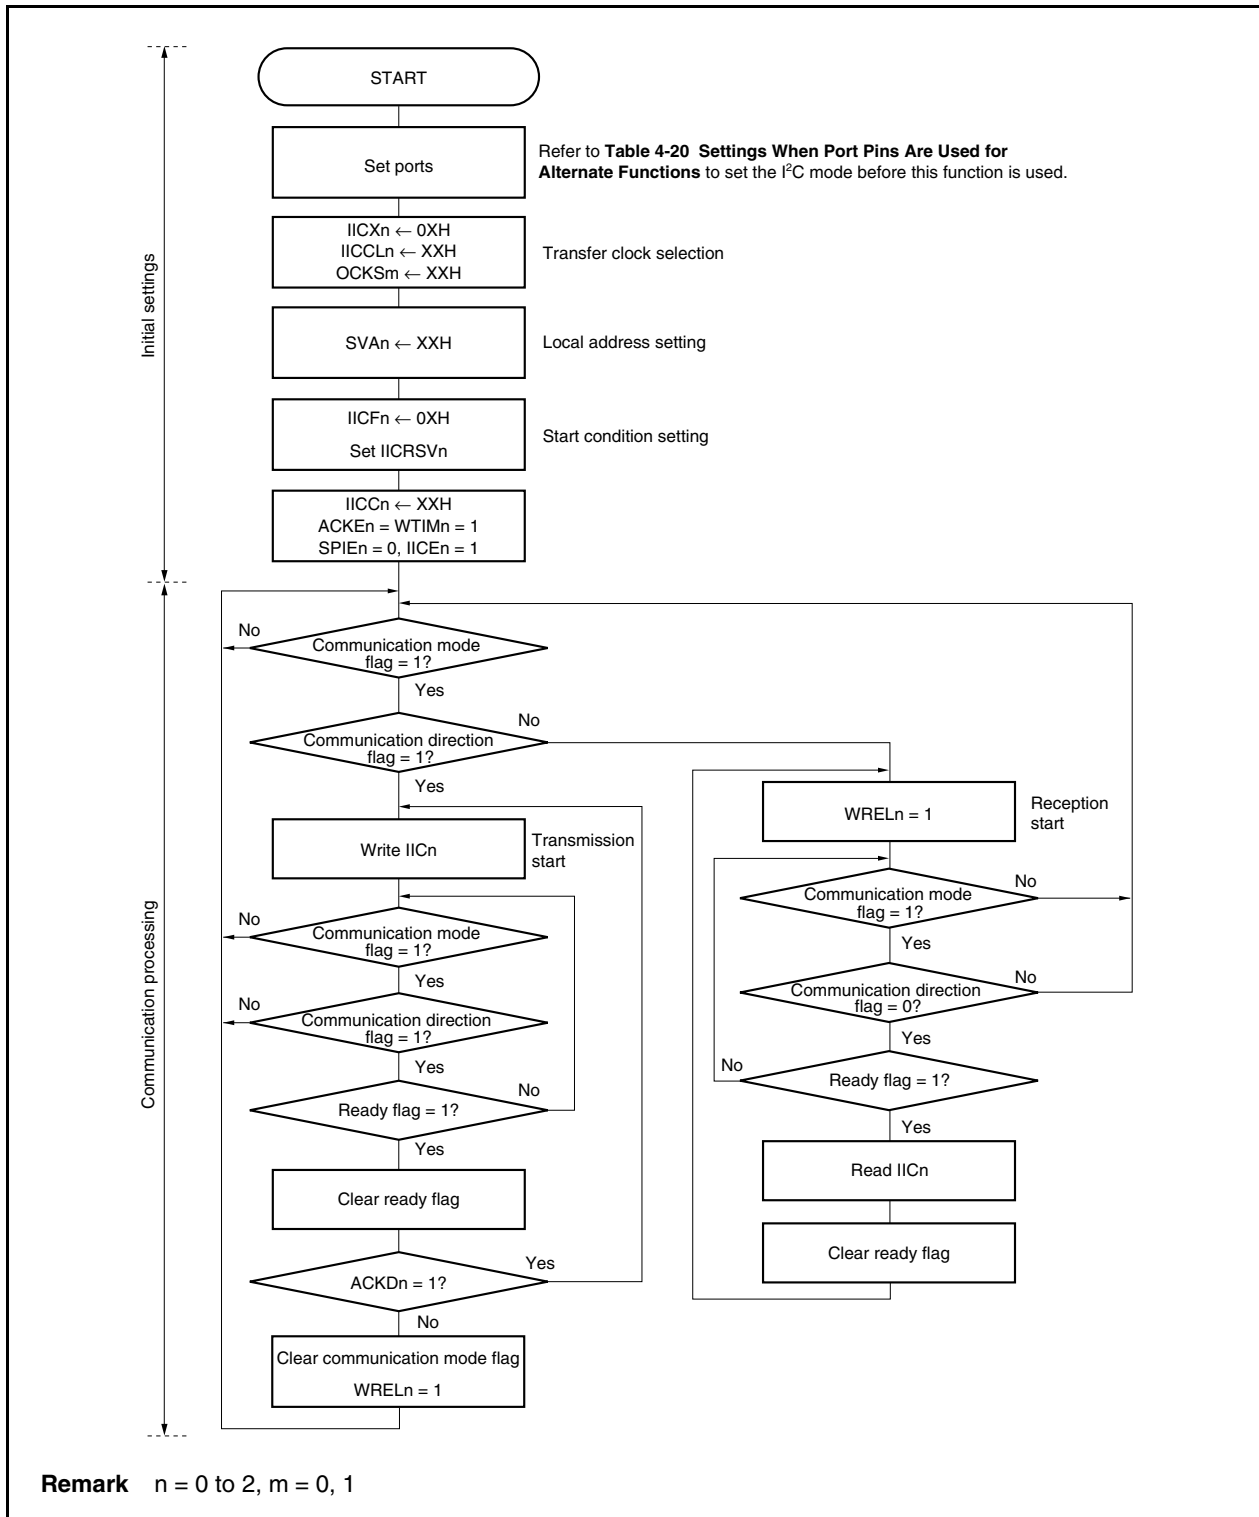 START
Set ports
Refer to Table 4-20 Settings When Port Pins Are Used for
Alternate Functions to set the I²C mode before this function is used.
IICXn ← 0XH
IICCLn ← XXH
OCKSm ← XXH
Transfer clock selection
Initial settings
SVAn ← XXH
Local address setting
IICFn ← 0XH
Set IICRSVn
Start condition setting
IICCn ← XXH
ACKEn = WTIMn = 1
SPIEn = 0, IICEn = 1
No
Communication mode
flag = 1?
Yes
Communication direction
flag = 1?
No
Yes
Write IICn
Transmission
start
No
Communication mode
flag = 1?
Yes
No
Communication direction
flag = 1?
Yes
Ready flag = 1?
No
Yes
Clear ready flag
ACKDn = 1?
Yes
No
Clear communication mode flag
WRELn = 1
Communication processing
WRELn = 1
Reception
start
Communication mode
flag = 1?
No
Yes
Communication direction
flag = 0?
No
Yes
No
Ready flag = 1?
Yes
Read IICn
Clear ready flag
Remark n = 0 to 2, m = 0, 1